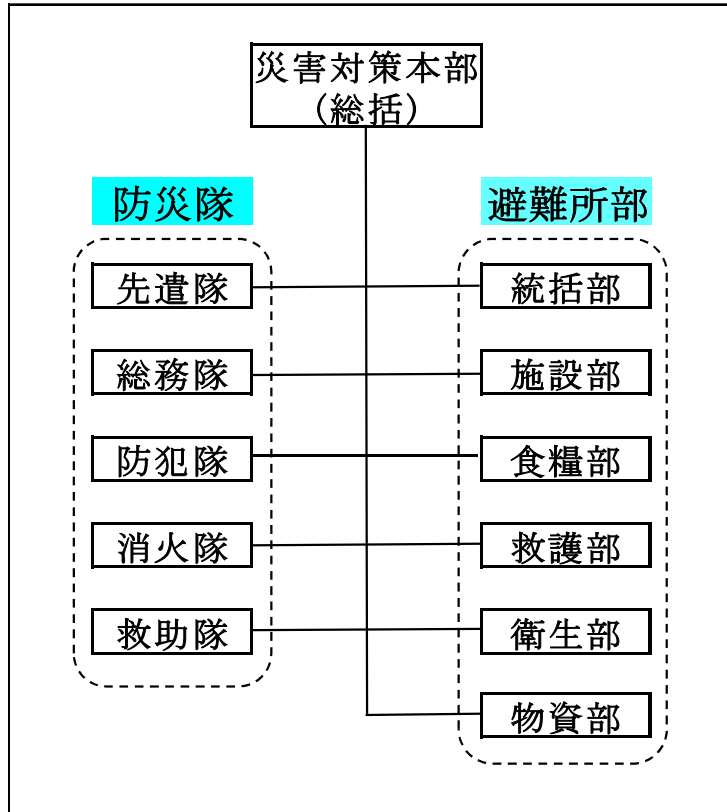 災害対策本部
(総括)
防災隊
避難所部
先遣隊
統括部
総務隊
施設部
防犯隊
食糧部
消火隊
救護部
救助隊
衛生部
物資部